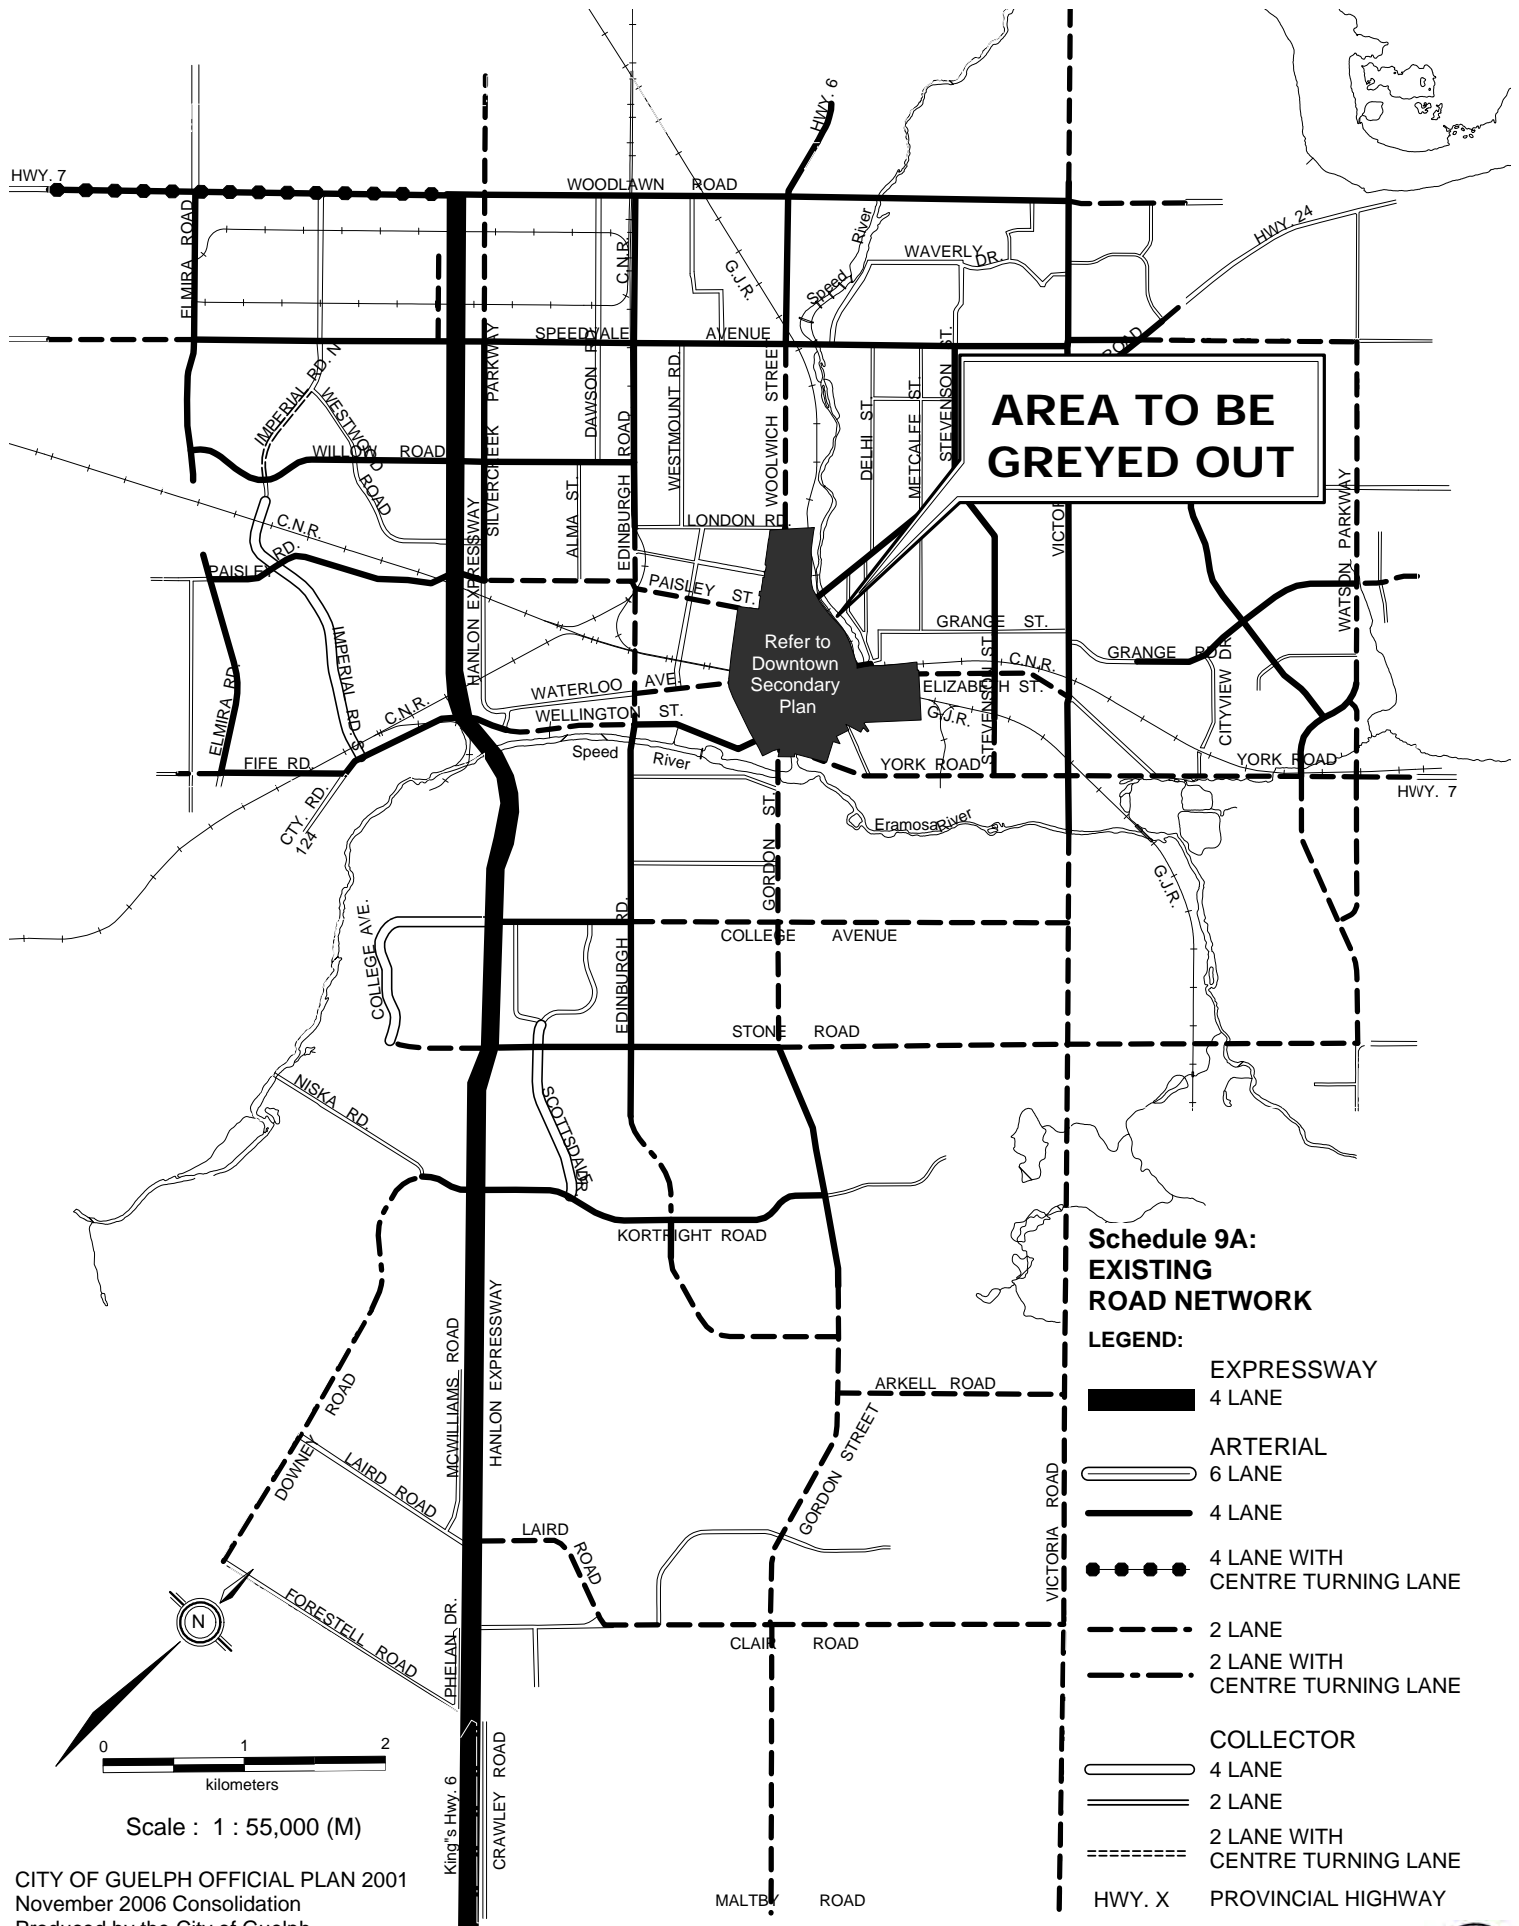 HWY. 6
HWY. 7
WOODLAWN ROAD
ELMIRA ROAD
C.N.R.
G.J.R.
Speed River
WAVERLY DR.
HWY. 24
SPEEDVALE AVENUE
ROAD
IMPERIAL RD. N
WESTWOOD ROAD
WILLOW ROAD
SILVERCREEK PARKWAY
DAWSON RD.
WESTMOUNT RD.
WOOLWICH STREET
DELHI ST.
METCALFE ST.
STEVENSON ST.
AREA TO BE
GREYED OUT
EDINBURGH ROAD
ALMA ST.
LONDON RD.
C.N.R.
PAISLEY RD.
HANLON EXPRESSWAY
PAISLEY ST.
WATSON PARKWAY
Refer to
Downtown
Secondary
Plan
GRANGE ST.
GRANGE RD.
C.N.R.
IMPERIAL RD. S
ELMIRA RD.
WATERLOO AVE.
WELLINGTON ST.
ELIZABETH ST.
G.J.R.
STEVENSON ST.
CITYVIEW DR.
C.N.R.
Speed River
YORK ROAD
YORK ROAD
FIFE RD.
HWY. 7
CTY. RD.
124
GORDON ST.
Eramosa River
G.J.R.
COLLEGE AVE.
EDINBURGH RD.
COLLEGE AVENUE
STONE ROAD
NISKA RD.
SCOTTSDALE DR.
KORTRIGHT ROAD
Schedule 9A:
EXISTING
ROAD NETWORK
LEGEND:
EXPRESSWAY
4 LANE
ARTERIAL
6 LANE
4 LANE
4 LANE WITH
CENTRE TURNING LANE
2 LANE
2 LANE WITH
CENTRE TURNING LANE
COLLECTOR
4 LANE
2 LANE
2 LANE WITH
CENTRE TURNING LANE
HWY. X PROVINCIAL HIGHWAY
MCWILLIAMS ROAD
HANLON EXPRESSWAY
ARKELL ROAD
DOWNEY ROAD
LAIRD ROAD
GORDON STREET
VICTORIA ROAD
LAIRD ROAD
FORESTELL ROAD
PHELAN DR.
CLAIR ROAD
N
0 1 2
kilometers
Scale : 1 : 55,000 (M)
King"s Hwy. 6
CRAWLEY ROAD
MALTBY ROAD
CITY OF GUELPH OFFICIAL PLAN 2001
November 2006 Consolidation
Produced by the City of Guelph